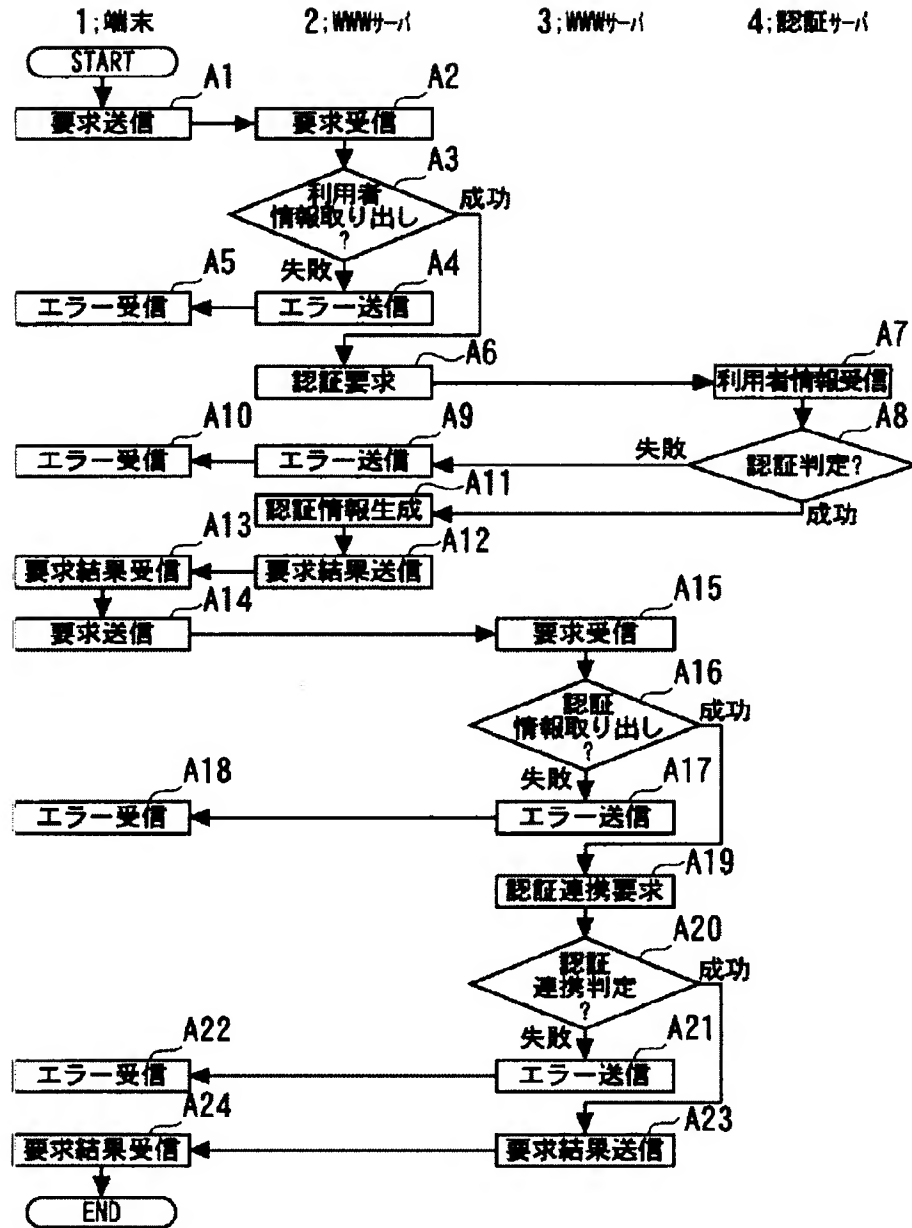 1;端末 2;WWWサーバ 3;WWWサーバ 4;認証サーバ
START
A1 A2
要求送信 要求受信
A3
利用者
情報取り出し
?
成功
失敗
A5 A4
エラー受信 エラー送信
A6 A7
認証要求 利用者情報受信
A10 A9 A8
エラー受信 エラー送信 失敗 認証判定?
A11
認証情報生成 成功
A13 A12
要求結果受信 要求結果送信
A14 A15
要求送信 要求受信
A16
認証
情報取り出し
?
成功
失敗
A18 A17
エラー受信 エラー送信
A19
認証連携要求
A20
認証
連携判定
?
成功
失敗
A22 A21
エラー受信 エラー送信
A24 A23
要求結果受信 要求結果送信
END